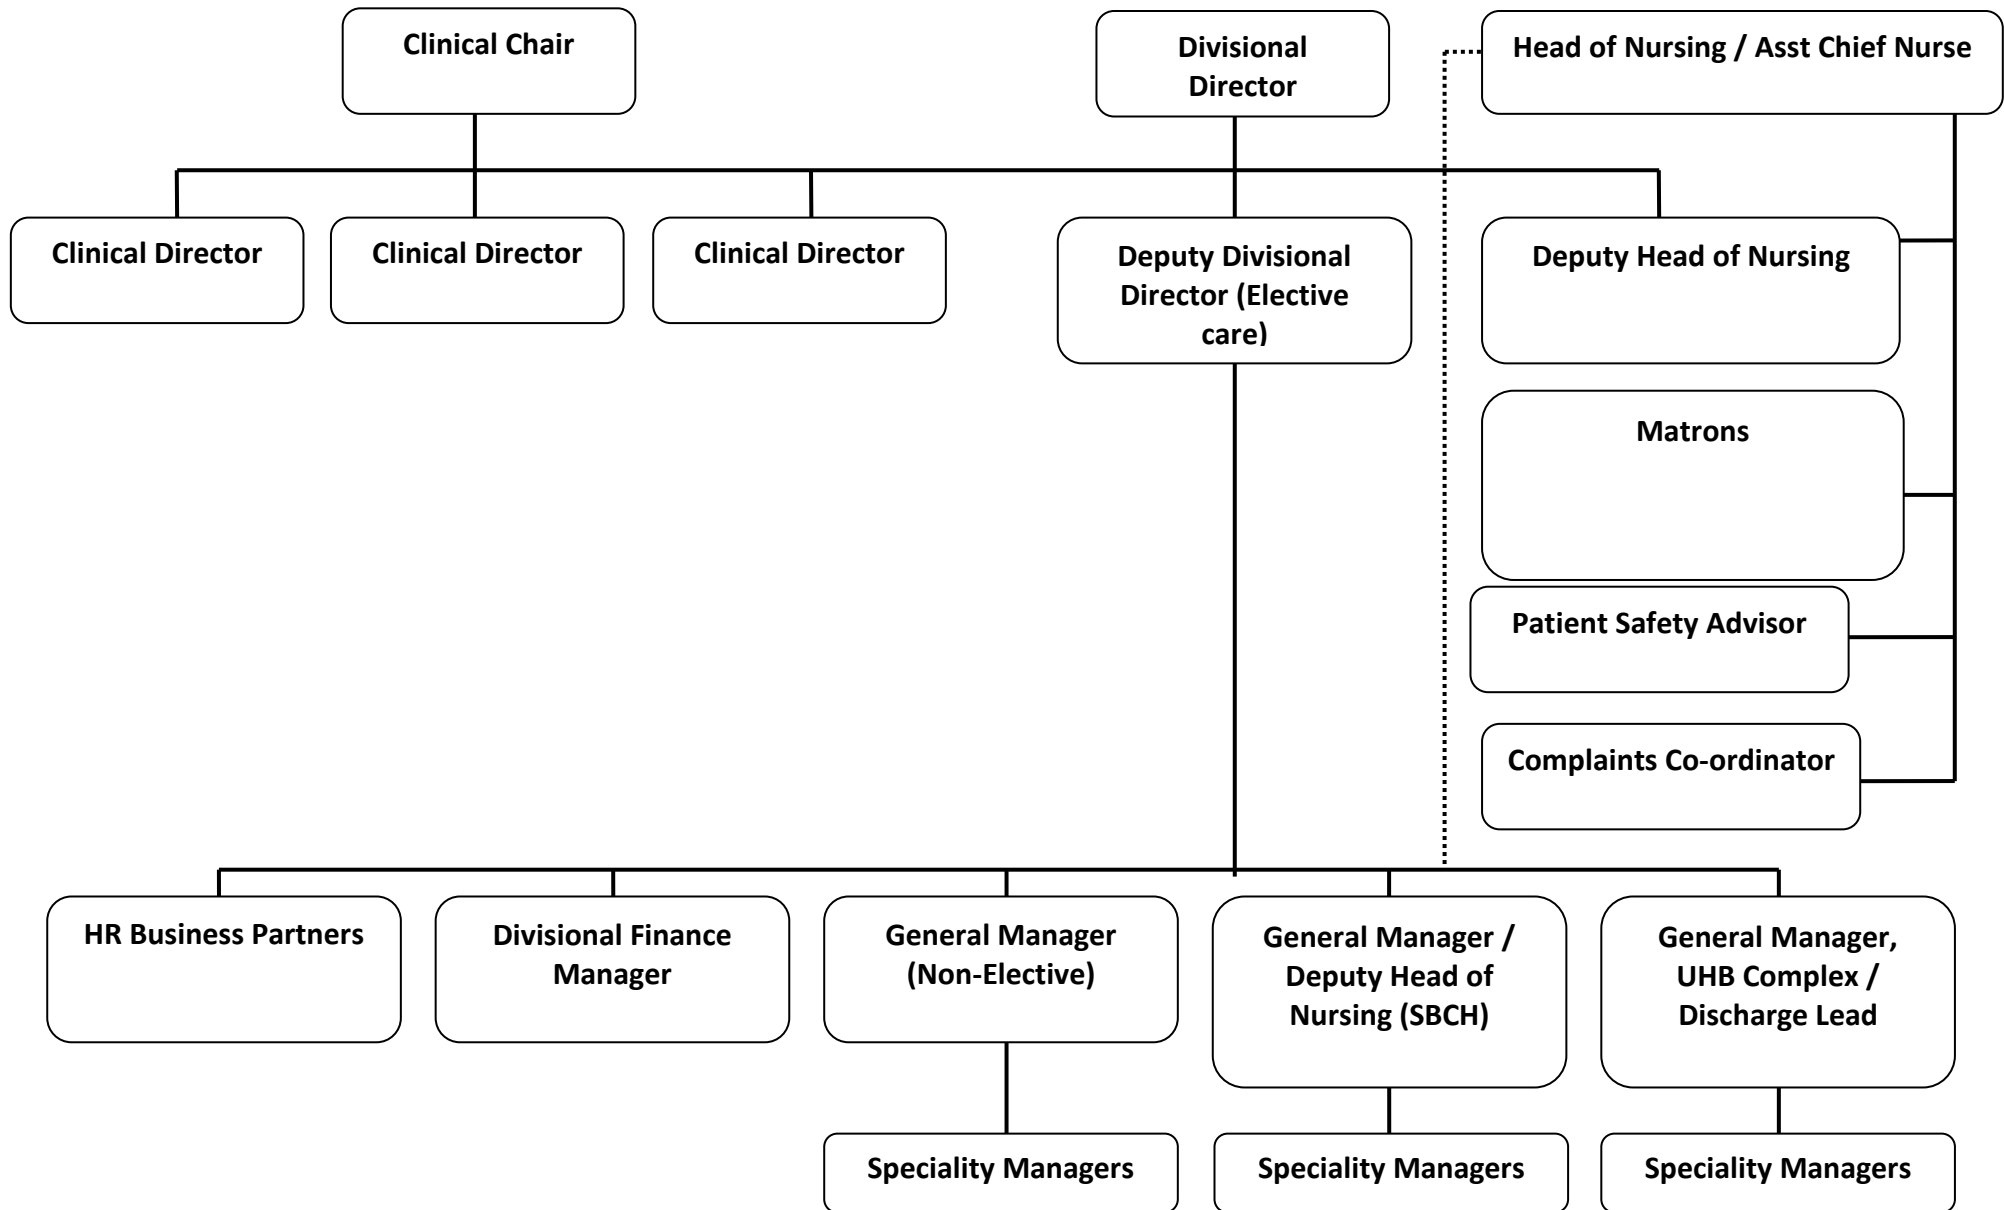 Clinical Chair
Divisional
Director
Head of Nursing / Asst Chief Nurse
Clinical Director
Clinical Director
Clinical Director
Deputy Divisional
Director (Elective
care)
Deputy Head of Nursing
Matrons
Patient Safety Advisor
Complaints Co-ordinator
HR Business Partners
Divisional Finance
Manager
General Manager
(Non-Elective)
General Manager /
Deputy Head of
Nursing (SBCH)
General Manager,
UHB Complex /
Discharge Lead
Speciality Managers
Speciality Managers
Speciality Managers